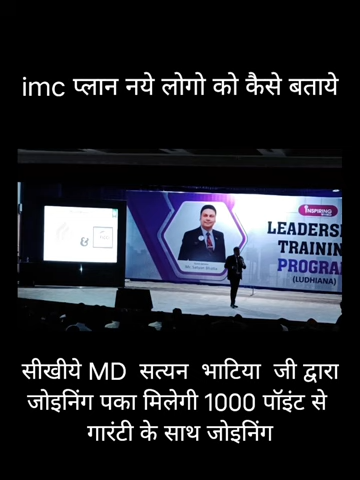 imc प्लान नये लोगो को कैसे बताये
INSPIRING
LEADERS
TRAININ
PROGRA
(LUDHIANA)
&
सीखीये MD सत्यन भाटिया जी द्वारा
जोइनिंग पका मिलेगी 1000 पॉइंट से
गारंटी के साथ जोइनिंग